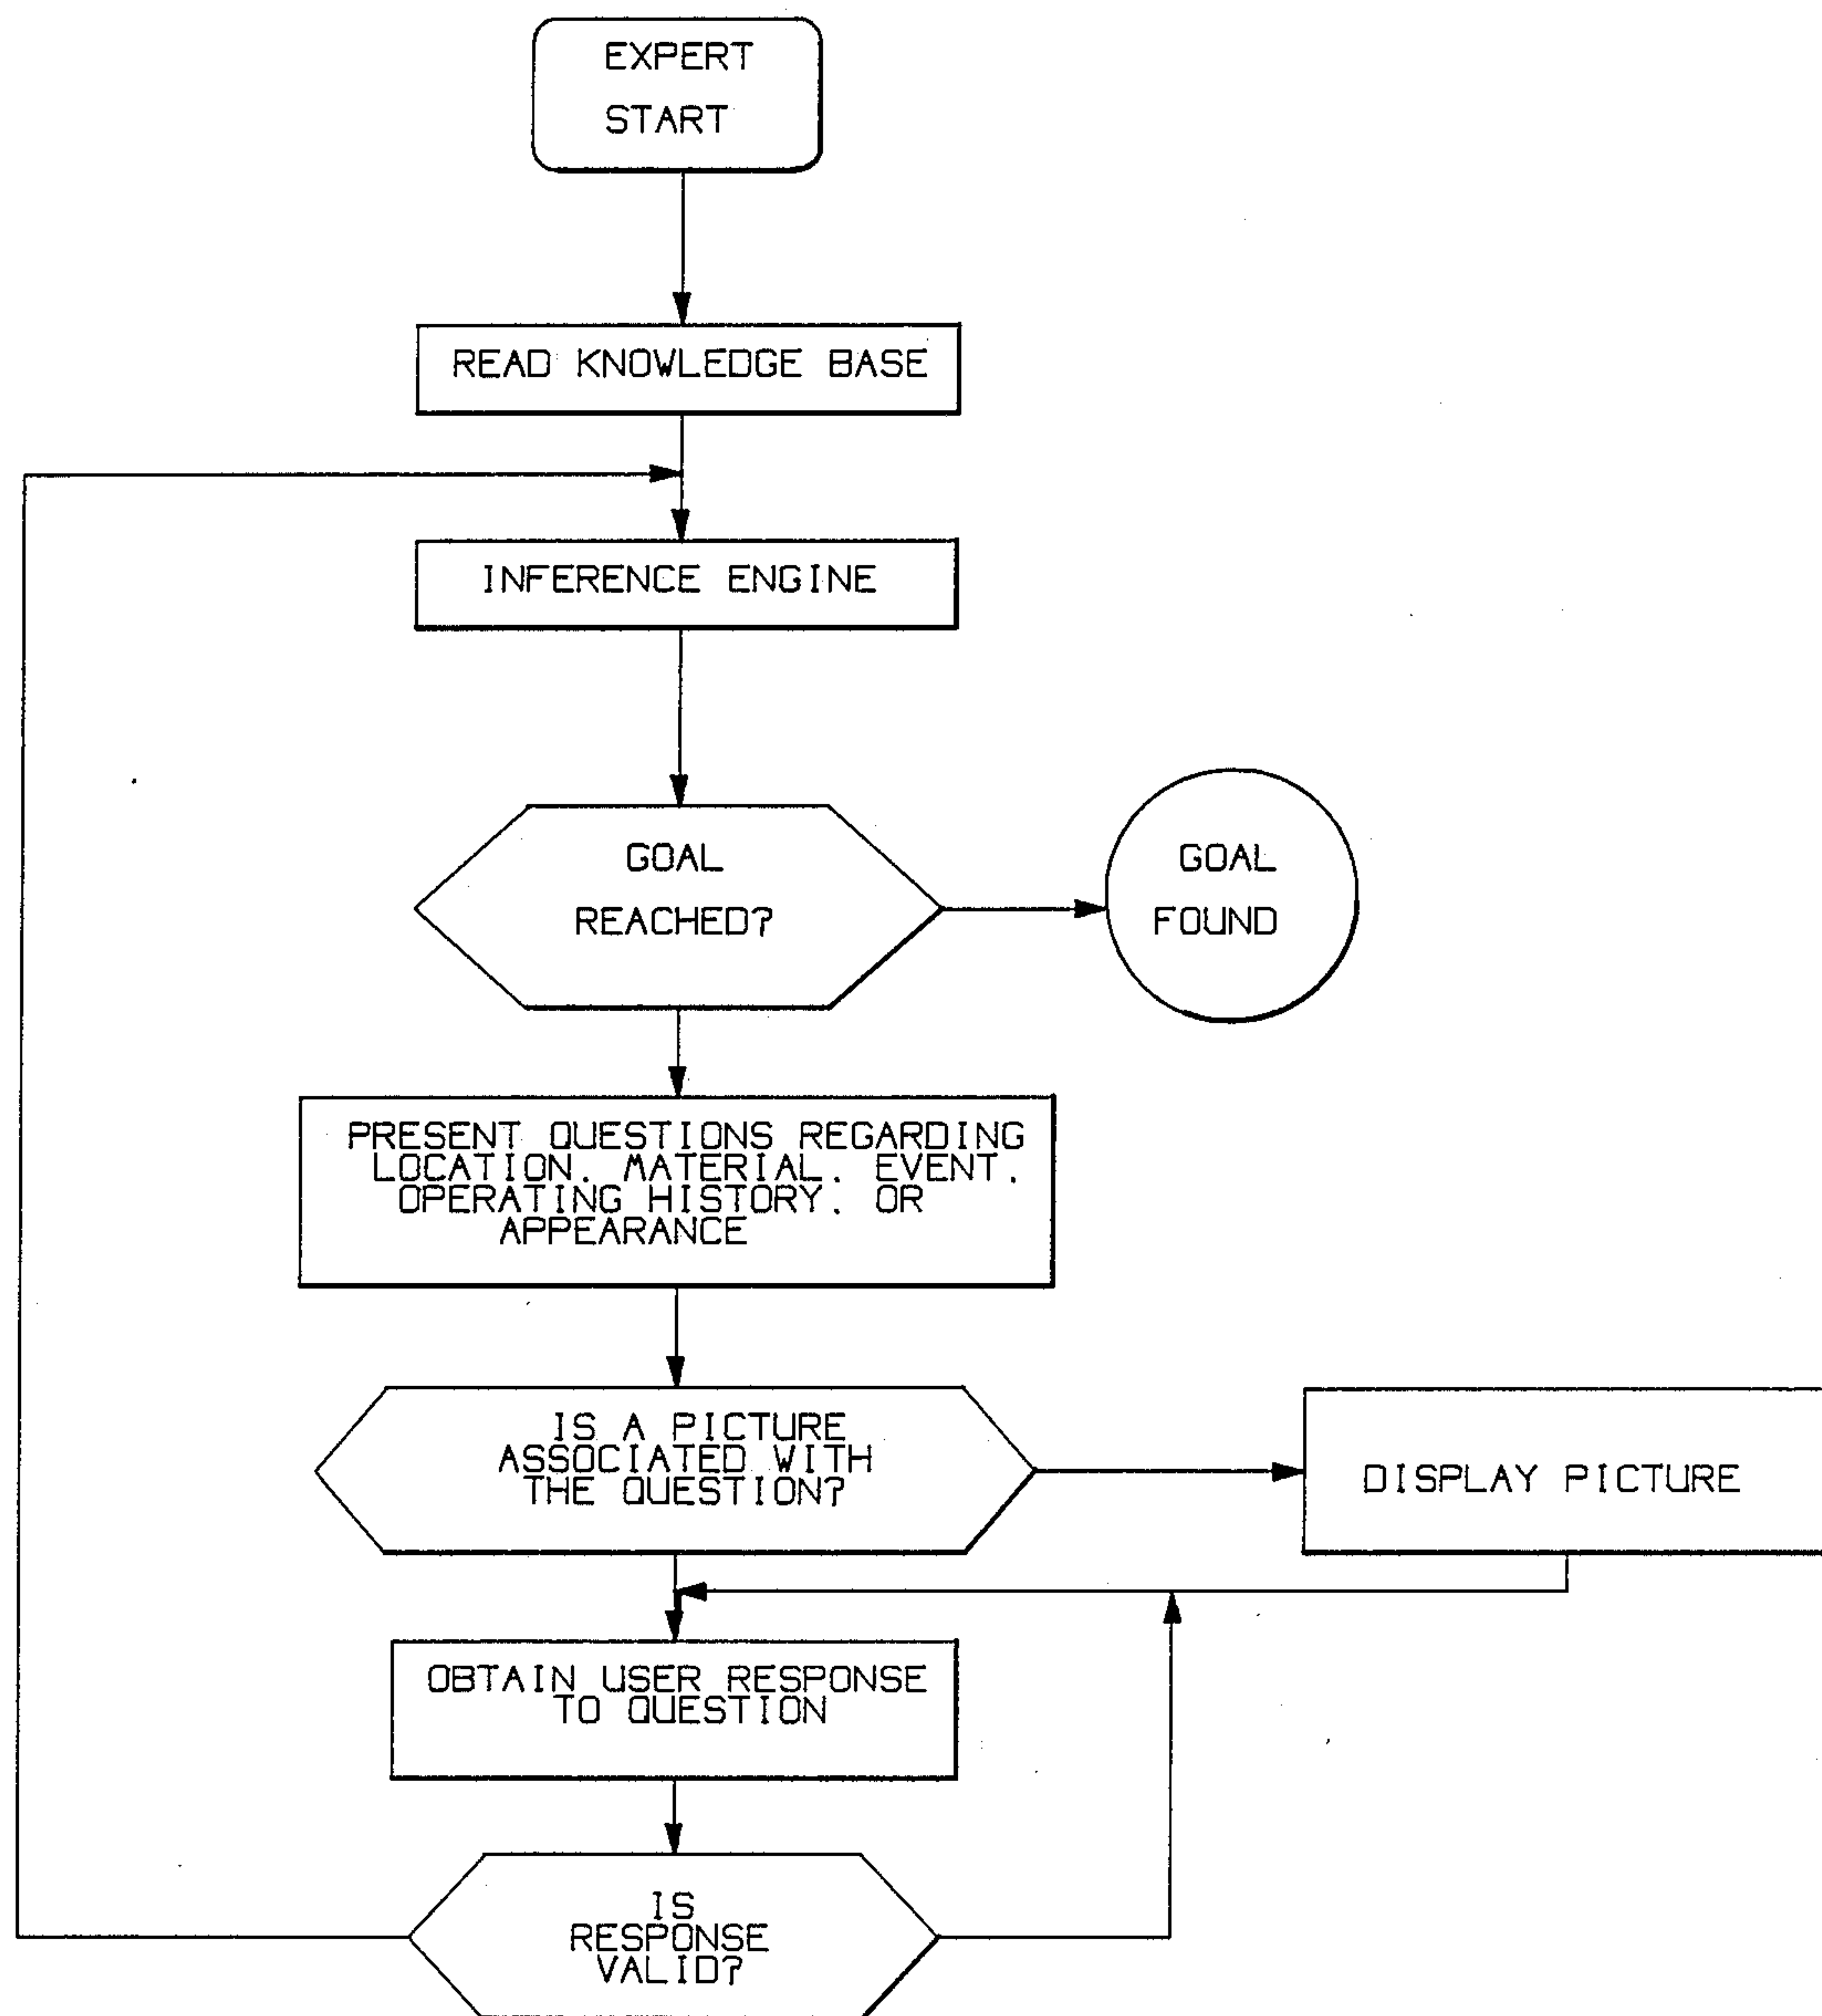 EXPERT
START
READ KNOWLEDGE BASE
INFERENCE ENGINE
GOAL
REACHED?
GOAL
FOUND
PRESENT QUESTIONS REGARDING
LOCATION, MATERIAL, EVENT,
OPERATING HISTORY, OR
APPEARANCE
IS A PICTURE
ASSOCIATED WITH
THE QUESTION?
DISPLAY PICTURE
OBTAIN USER RESPONSE
TO QUESTION
IS
RESPONSE
VALID?